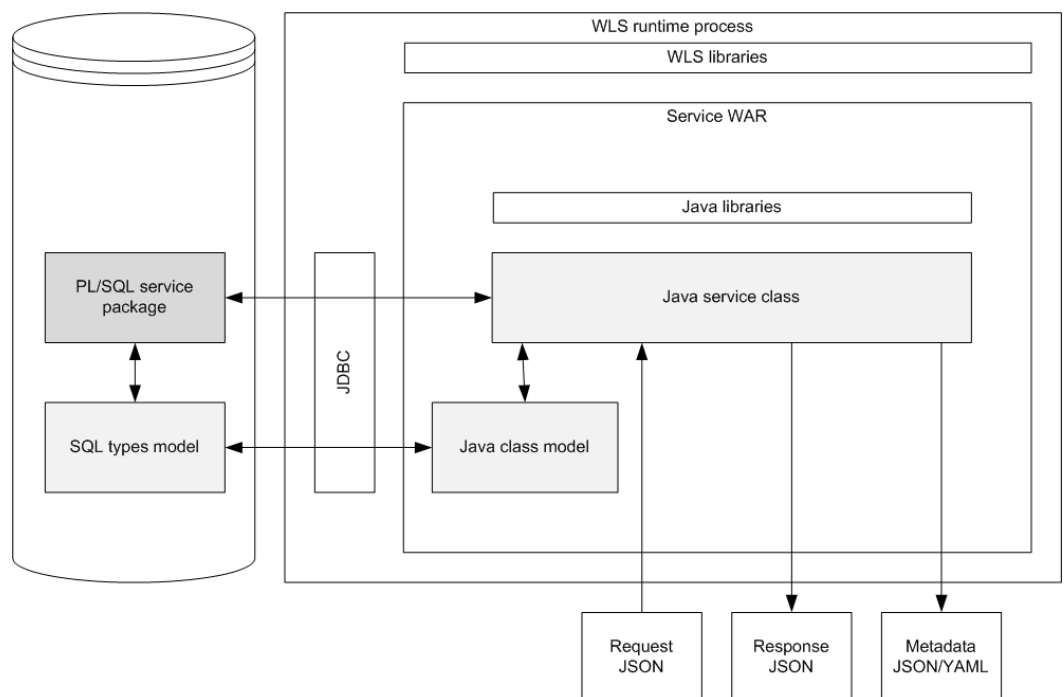 WLS runtime process
WLS libraries
Service WAR
Java libraries
PL/SQL service
package
Java service class
JDBC
SQL types model
Java class model
Request
JSON
Response
JSON
Metadata
JSON/YAML